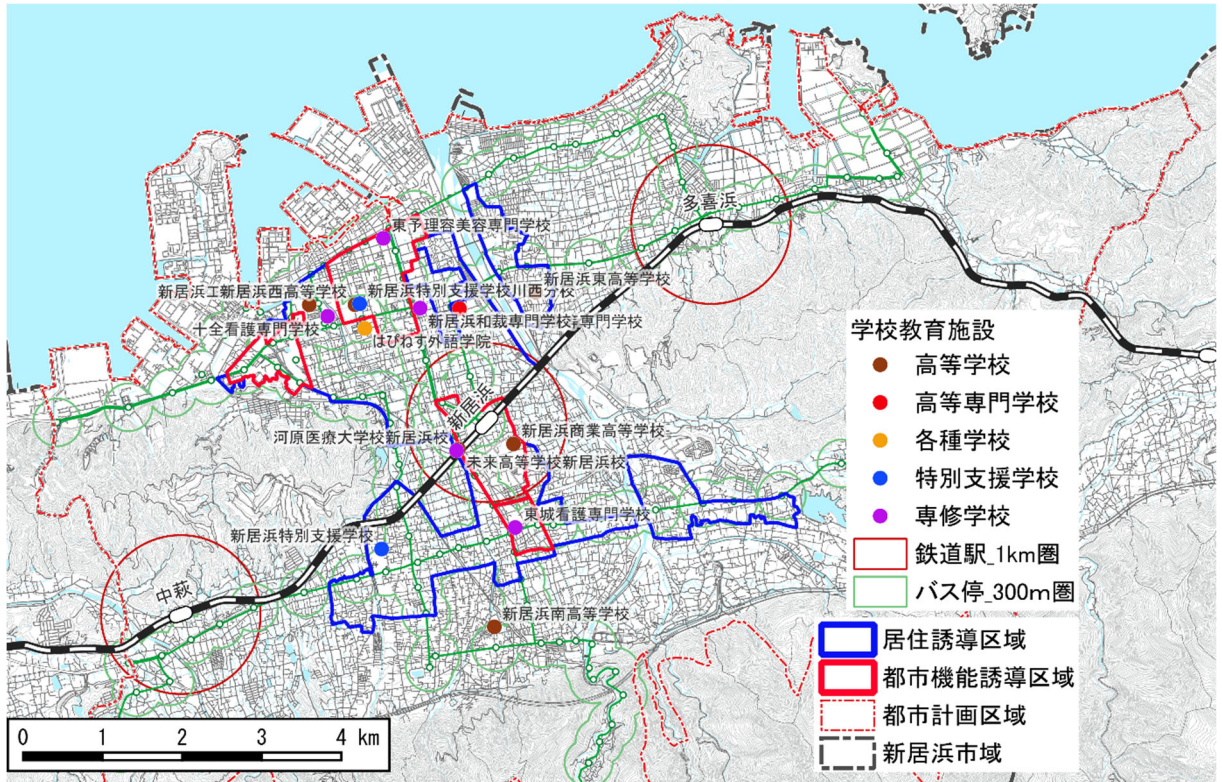 多喜浜
東予理容美容専門学校
新居浜東高等学校
新居浜工
新居浜西高等学校
新居浜特別支援学校川西分校
新居浜和裁専門学校
専門学校
十全看護専門学校
はぴねす外語学院
新居浜
新居浜商業高等学校
河原医療大学校新居浜校
未来高等学校新居浜校
東城看護専門学校
新居浜特別支援学校
中萩
新居浜南高等学校
学校教育施設
高等学校
高等専門学校
各種学校
特別支援学校
専修学校
鉄道駅_1km圏
バス停_300m圏
居住誘導区域
都市機能誘導区域
都市計画区域
新居浜市域
0 1 2 3 4 km